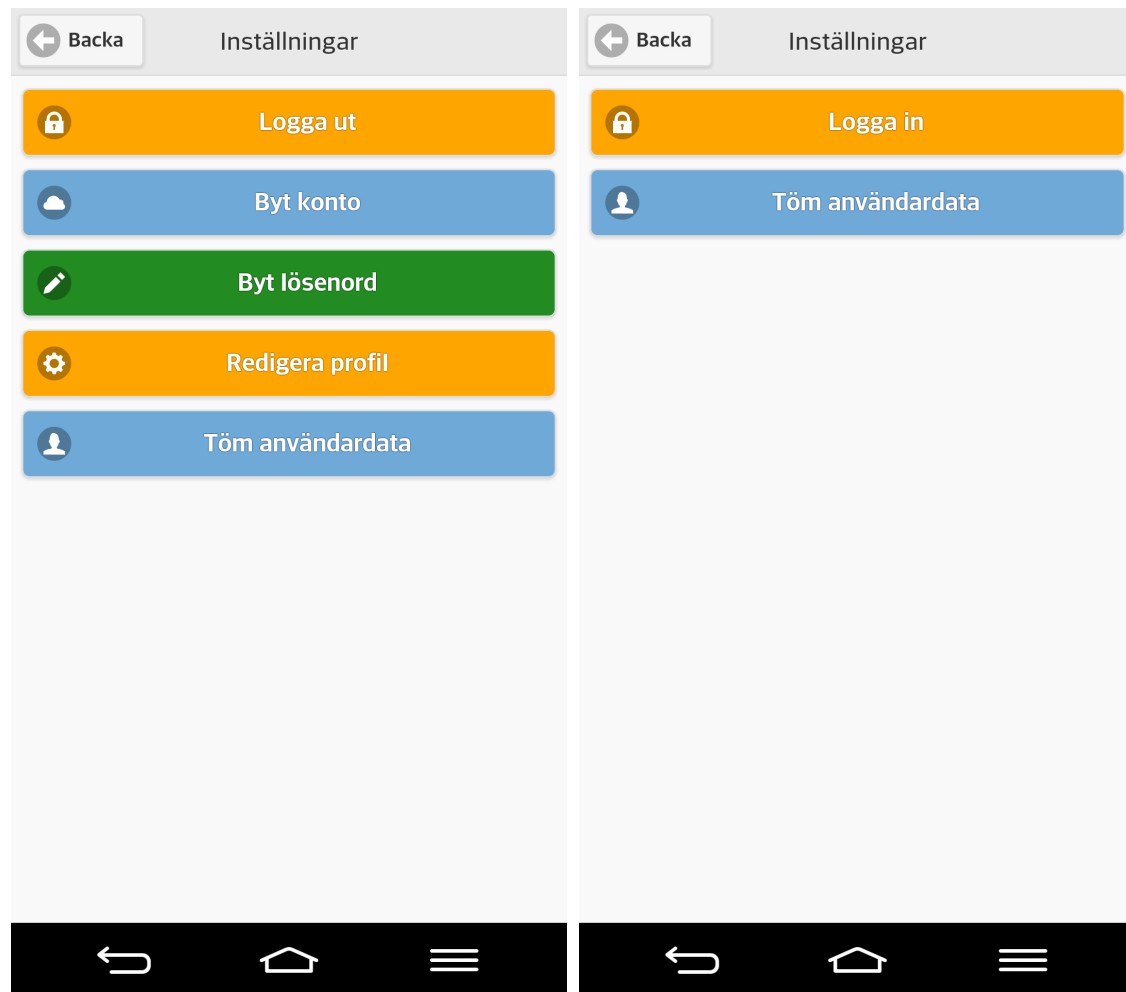 Backa
Inställningar
Logga ut
Byt konto
Byt lösenord
Redigera profil
Töm användardata
Backa
Inställningar
Logga in
Töm användardata